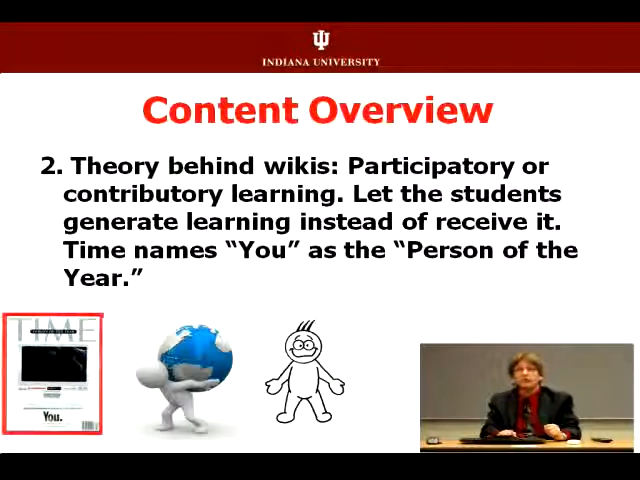 INDIANA UNIVERSITY
Content Overview
2. Theory behind wikis: Participatory or
contributory learning. Let the students
generate learning instead of receive it.
Time names “You” as the “Person of the
Year.”
TIME
You.